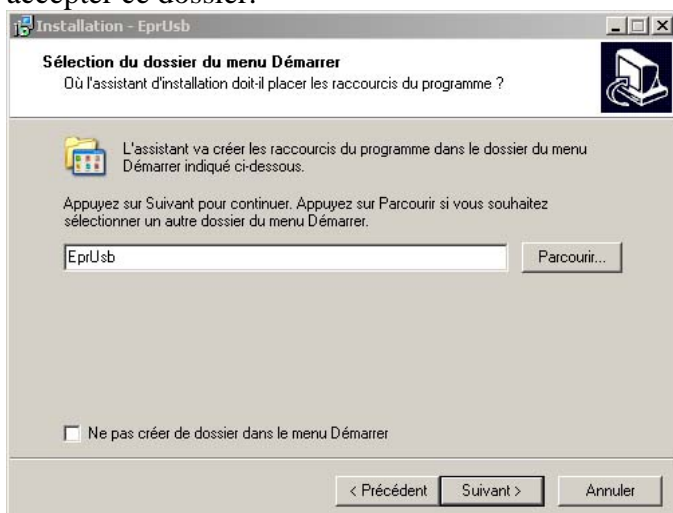 accepter ce dossier.
Installation - EprUsb
Sélection du dossier du menu Démarrer
Où l'assistant d'installation doit-il placer les raccourcis du programme ?
L'assistant va créer les raccourcis du programme dans le dossier du menu
Démarrer indiqué ci-dessous.
Appuyez sur Suivant pour continuer. Appuyez sur Parcourir si vous souhaitez
sélectionner un autre dossier du menu Démarrer.
EprUsb
Parcourir...
Ne pas créer de dossier dans le menu Démarrer
< Précédent
Suivant >
Annuler